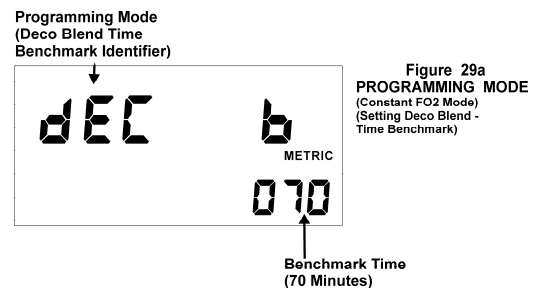 Programming Mode
(Deco Blend Time
Benchmark Identifier)
Figure 29a
PROGRAMMING MODE
(Constant FO2 Mode)
(Setting Deco Blend -
Time Benchmark)
dEC b
METRIC
070
Benchmark Time
(70 Minutes)